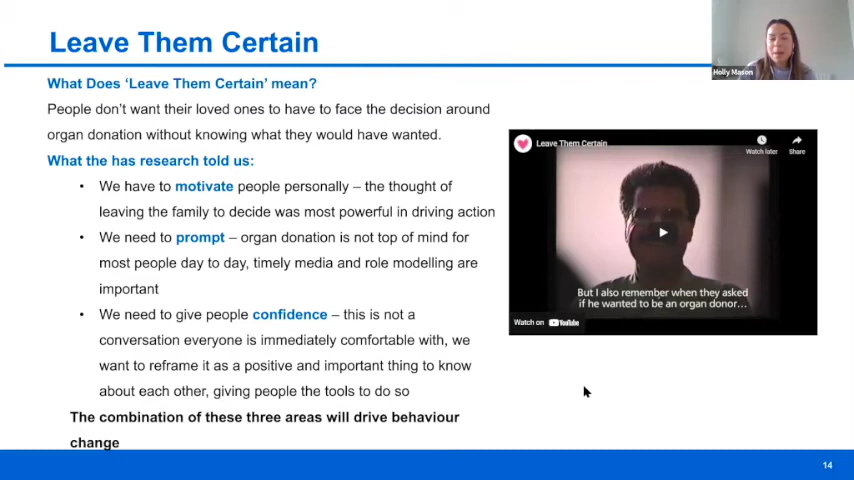 Leave Them Certain
Holly Mason
What Does ‘Leave Them Certain’ mean?
People don’t want their loved ones to have to face the decision around
organ donation without knowing what they would have wanted.
What the has research told us:
• We have to motivate people personally – the thought of
leaving the family to decide was most powerful in driving action
• We need to prompt – organ donation is not top of mind for
most people day to day, timely media and role modelling are
important
• We need to give people confidence – this is not a
conversation everyone is immediately comfortable with, we
want to reframe it as a positive and important thing to know
about each other, giving people the tools to do so
The combination of these three areas will drive behaviour
change
Leave Them Certain
Watch later
Share
But I also remember when they asked
if he wanted to be an organ donor...
Watch on YouTube
14